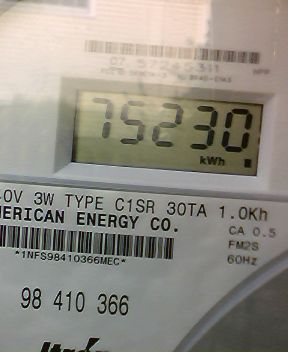 75230
kWh
0V 3W TYPE C1SR 30TA 1.0Kh
MERICAN ENERGY CO. CA 0.5
FM2S
*1NFS98410366MEC* 60Hz
98 410 366
Itrón